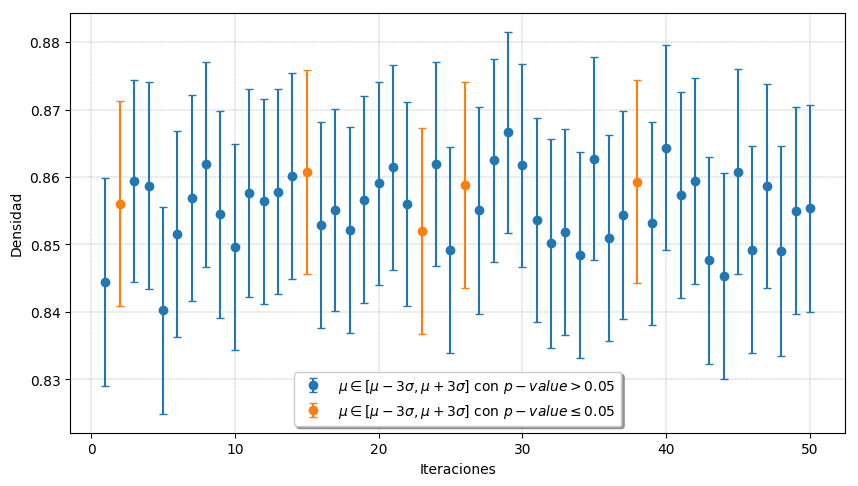 0.88
0.87
0.86
0.85
0.84
0.83
Densidad
μ ∈ [μ − 3σ, μ + 3σ] con p − value > 0.05
μ ∈ [μ − 3σ, μ + 3σ] con p − value ≤ 0.05
0 10 20 30 40 50
Iteraciones